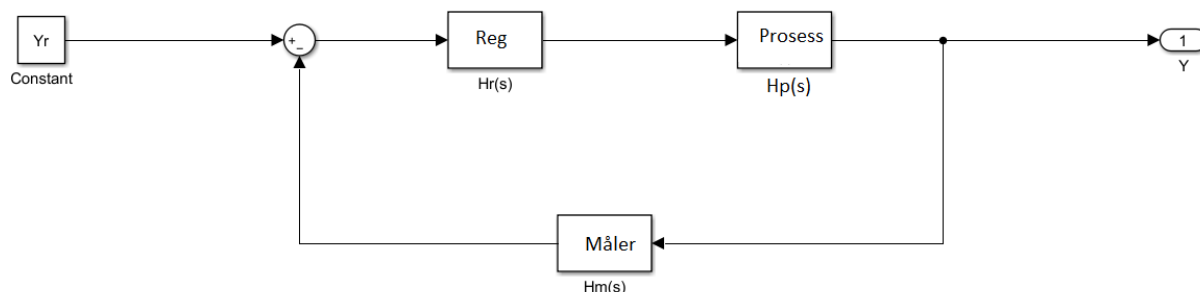 Yr
Constant
+
−
Reg
Hr(s)
Prosess
Hp(s)
1
Y
Måler
Hm(s)